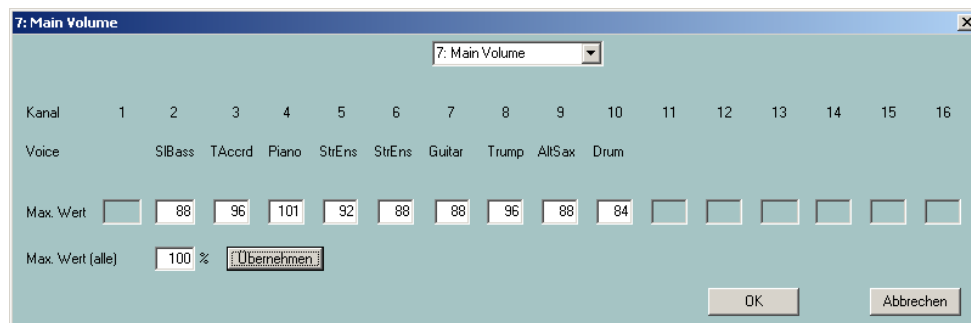 7: Main Volume
7: Main Volume
Kanal 1 2 3 4 5 6 7 8 9 10 11 12 13 14 15 16
Voice SlBass TAccrd Piano StrEns StrEns Guitar Trump AltSax Drum
Max. Wert 88 96 101 92 88 88 96 88 84
Max. Wert (alle) 100 % Übernehmen
OK Abbrechen